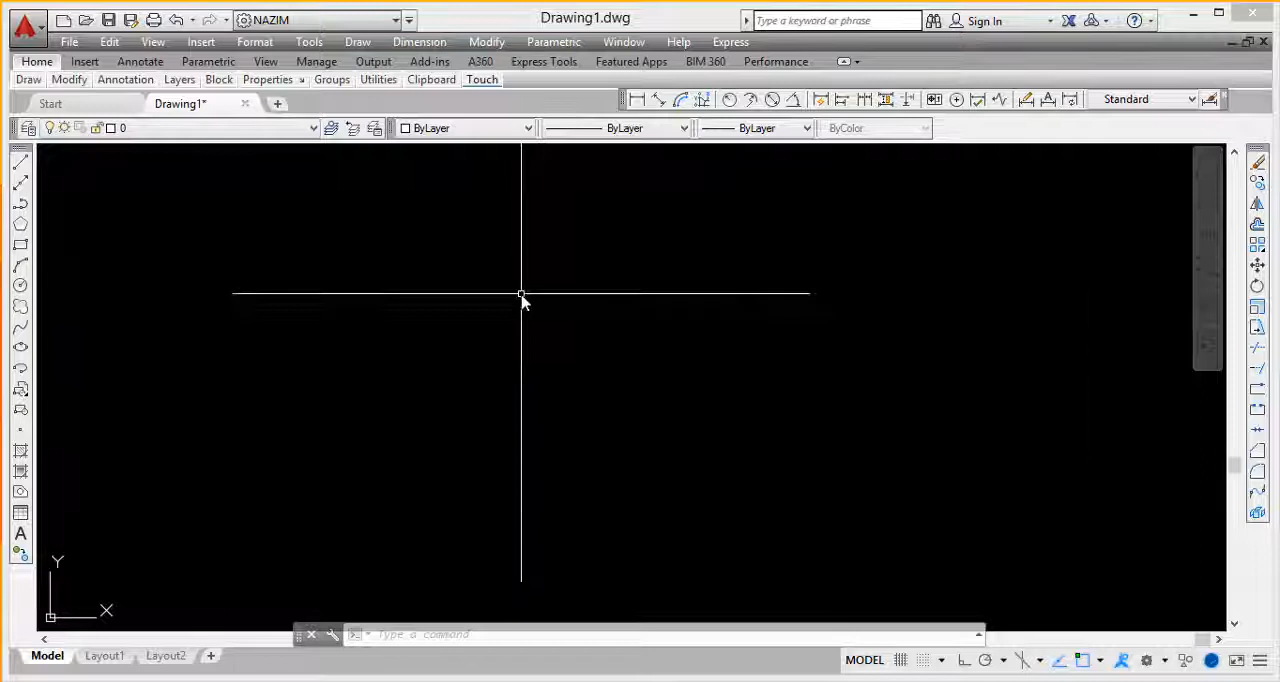 NAZIM Drawing1.dwg Type a keyword or phrase Sign In
File Edit View Insert Format Tools Draw Dimension Modify Parametric Window Help Express
Home Insert Annotate Parametric View Manage Output Add-ins A360 Express Tools Featured Apps BIM 360 Performance
Draw Modify Annotation Layers Block Properties Groups Utilities Clipboard Touch
Start Drawing1* Standard
0 ByLayer ByLayer ByLayer ByColor
A
Y
X
Type a command
Model Layout1 Layout2 MODEL